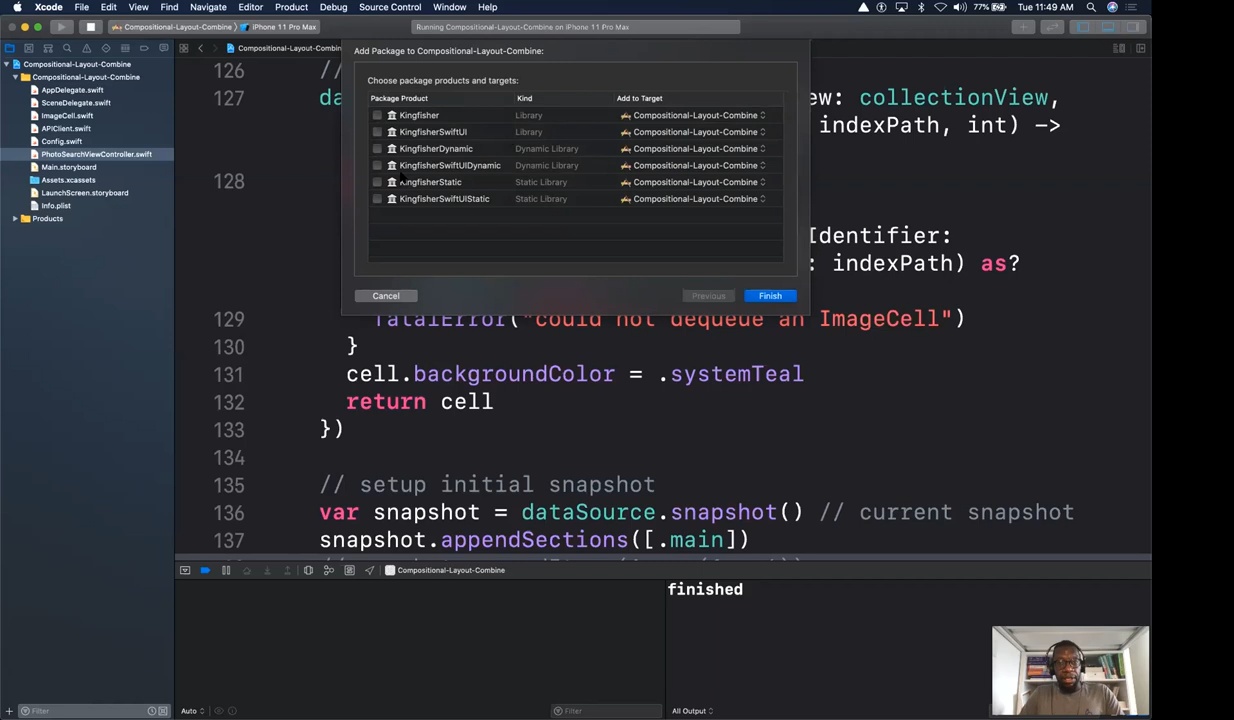 Xcode File Edit View Find Navigate Editor Product Debug Source Control Window Help
77% Tue 11:49 AM
Compositional-Layout-Combine iPhone 11 Pro Max
Running Compositional-Layout-Combine on iPhone 11 Pro Max
Compositional-Layout-Combin
Add Package to Compositional-Layout-Combine:
Choose package products and targets:
Package Product Kind Add to Target
Kingfisher Library Compositional-Layout-Combine
KingfisherSwiftUI Library Compositional-Layout-Combine
KingfisherDynamic Dynamic Library Compositional-Layout-Combine
KingfisherSwiftUIDynamic Dynamic Library Compositional-Layout-Combine
KingfisherStatic Static Library Compositional-Layout-Combine
KingfisherSwiftUIStatic Static Library Compositional-Layout-Combine
Cancel Previous Finish
Compositional-Layout-Combine
Compositional-Layout-Combine
AppDelegate.swift
SceneDelegate.swift
ImageCell.swift
APIClient.swift
Config.swift
PhotoSearchViewController.swift
Main.storyboard
Assets.xcassets
LaunchScreen.storyboard
Info.plist
Products
126 //
127 da ew: collectionView,
indexPath, int) ->
128
Identifier:
: indexPath) as?
129 fatalError("could not dequeue an ImageCell")
130 }
131 cell.backgroundColor = .systemTeal
132 return cell
133 })
134
135 // setup initial snapshot
136 var snapshot = dataSource.snapshot() // current snapshot
137 snapshot.appendSections([.main])
Compositional-Layout-Combine
finished
Filter
Auto
Filter
All Output